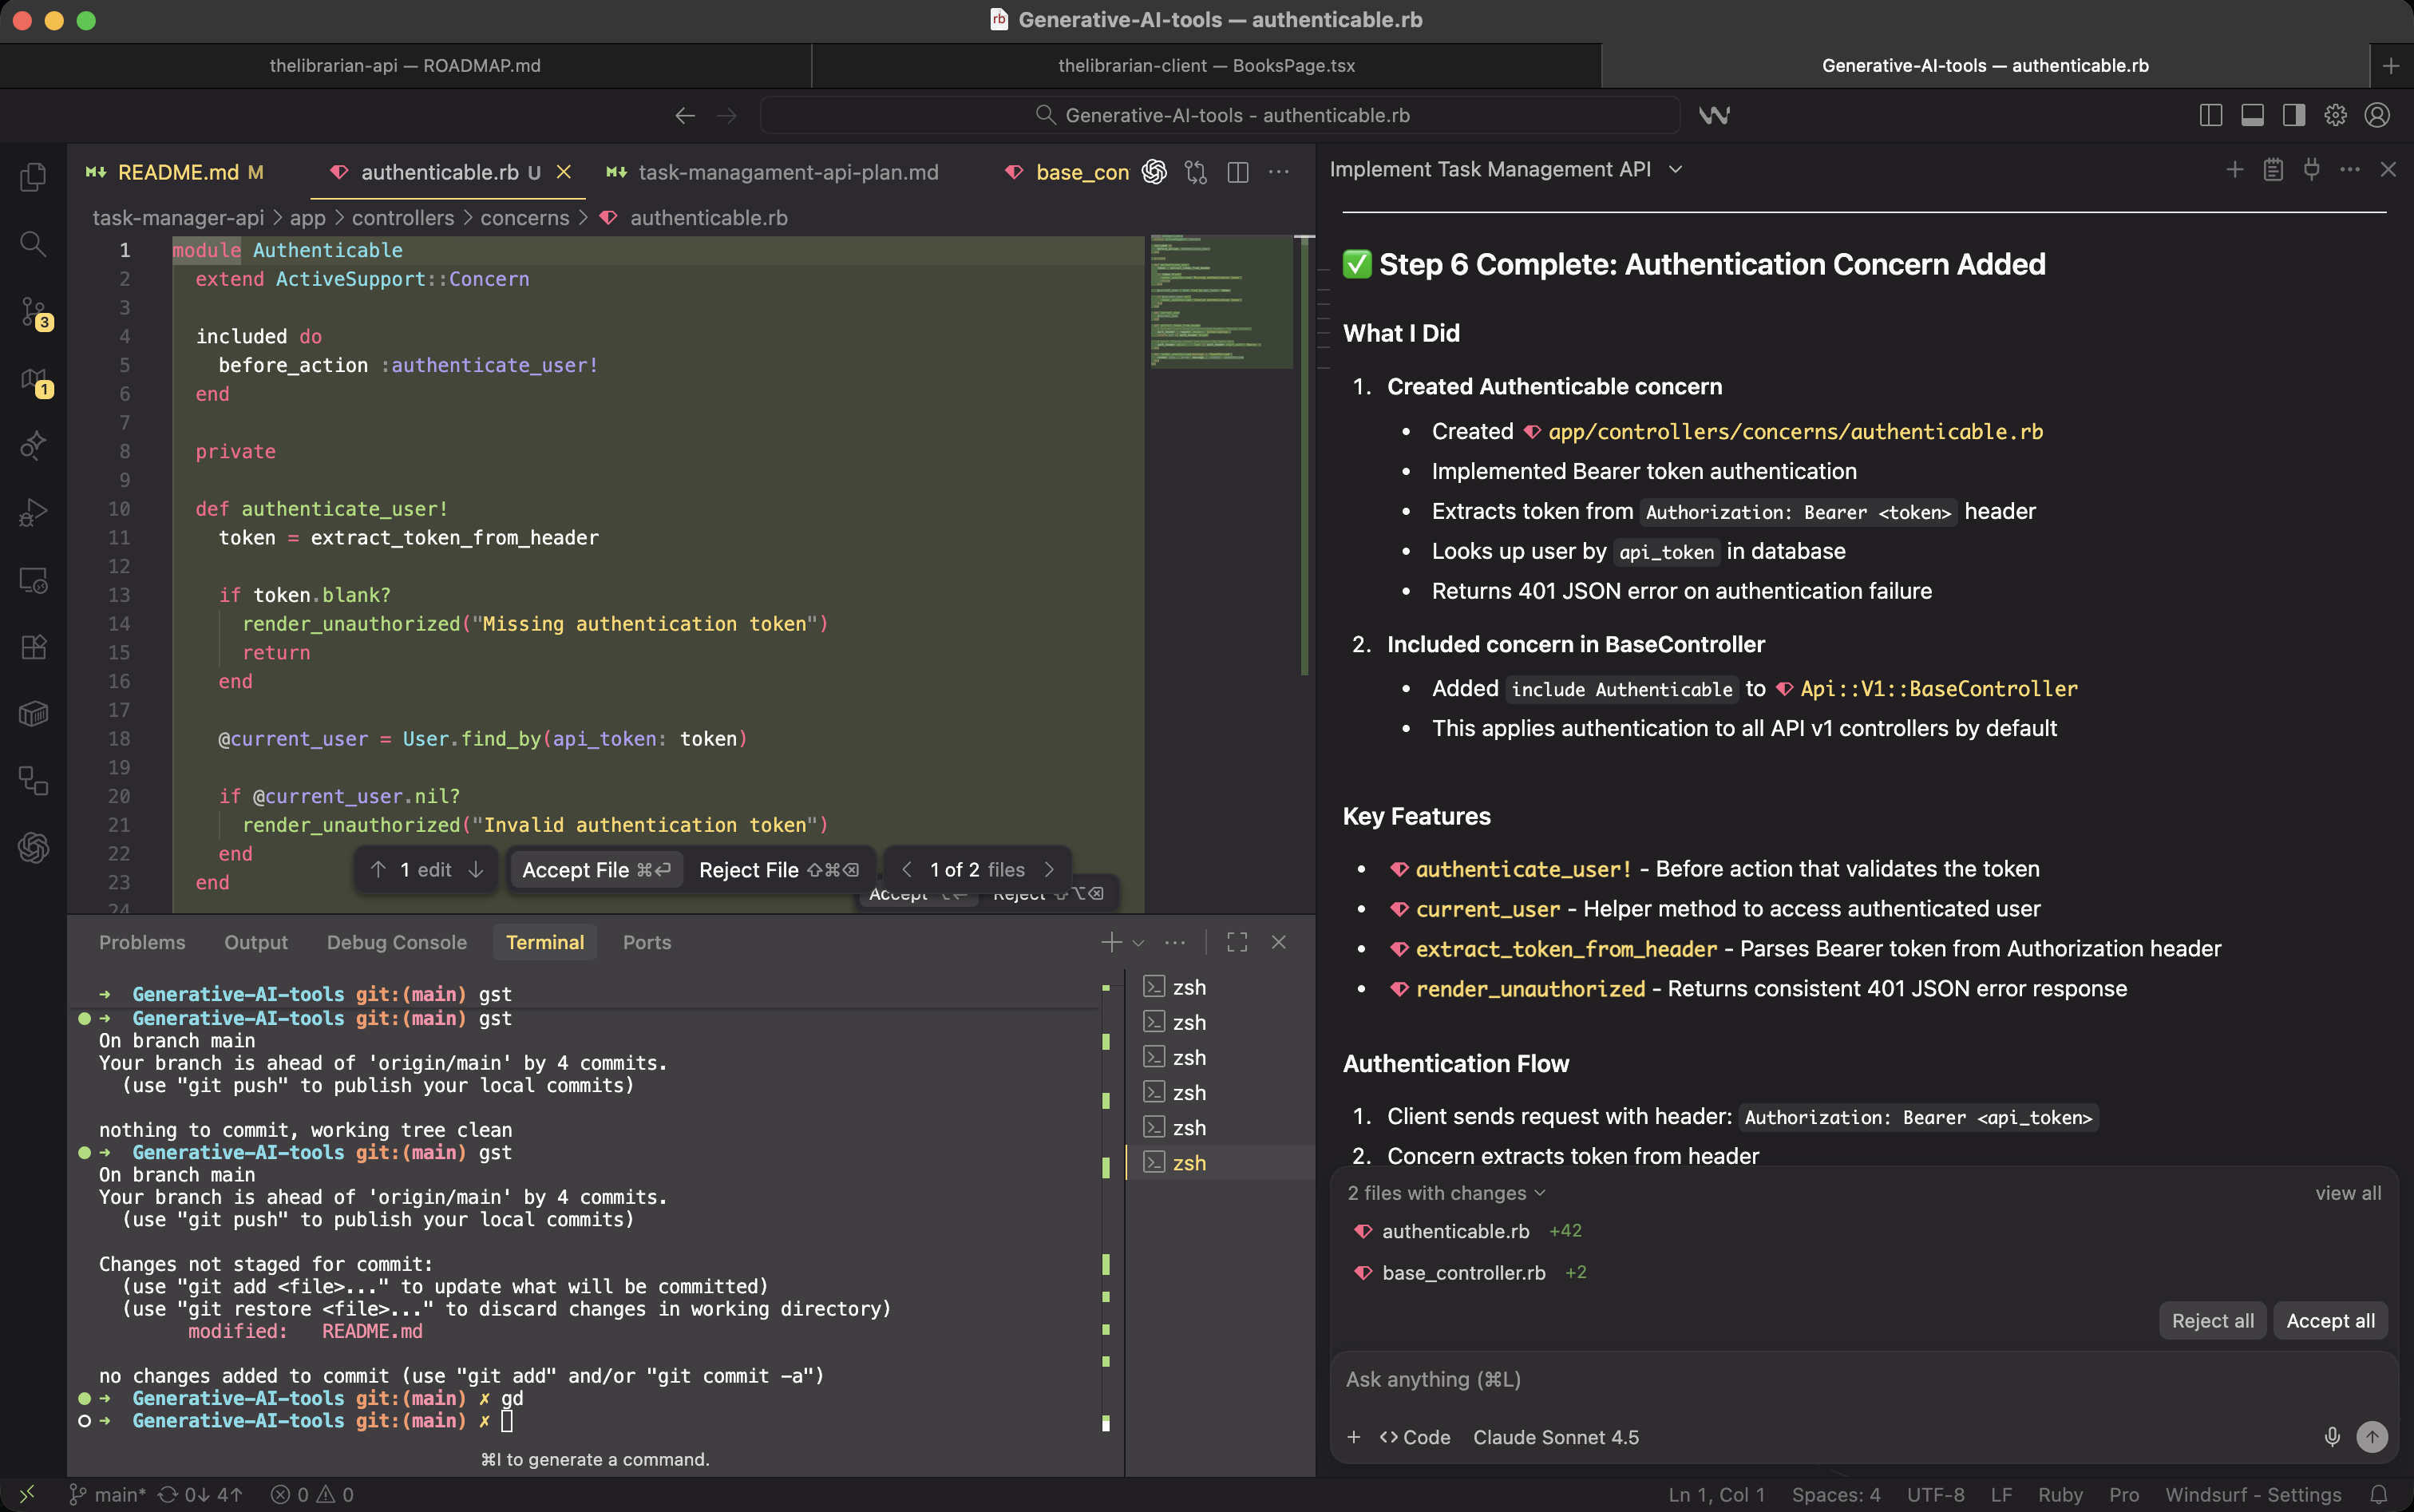 Generative-AI-tools — authenticable.rb
thelibrarian-api — ROADMAP.md
thelibrarian-client — BooksPage.tsx
Generative-AI-tools — authenticable.rb
Generative-AI-tools - authenticable.rb
README.md M
authenticable.rb U
task-managament-api-plan.md
base_con
task-manager-api > app > controllers > concerns > authenticable.rb
1 module Authenticable
2 extend ActiveSupport::Concern
3
4 included do
5 before_action :authenticate_user!
6 end
7
8 private
9
10 def authenticate_user!
11 token = extract_token_from_header
12
13 if token.blank?
14 render_unauthorized("Missing authentication token")
15 return
16 end
17
18 @current_user = User.find_by(api_token: token)
19
20 if @current_user.nil?
21 render_unauthorized("Invalid authentication token")
22 end
23 end
24
3
1
↑ 1 edit ↓
Accept File ⌘⏎
Reject File ⇧⌘⌫
< 1 of 2 files >
Accept ⌥⏎
Reject ⇧⌥⌫
Problems Output Debug Console Terminal Ports
→ Generative-AI-tools git:(main) gst
→ Generative-AI-tools git:(main) gst
On branch main
Your branch is ahead of 'origin/main' by 4 commits.
(use "git push" to publish your local commits)
nothing to commit, working tree clean
→ Generative-AI-tools git:(main) gst
On branch main
Your branch is ahead of 'origin/main' by 4 commits.
(use "git push" to publish your local commits)
Changes not staged for commit:
(use "git add <file>..." to update what will be committed)
(use "git restore <file>..." to discard changes in working directory)
modified: README.md
no changes added to commit (use "git add" and/or "git commit -a")
→ Generative-AI-tools git:(main) ✗ gd
→ Generative-AI-tools git:(main) ✗
⌘I to generate a command.
zsh
zsh
zsh
zsh
zsh
zsh
Implement Task Management API
✅ Step 6 Complete: Authentication Concern Added
What I Did
1. Created Authenticable concern
• Created app/controllers/concerns/authenticable.rb
• Implemented Bearer token authentication
• Extracts token from Authorization: Bearer <token> header
• Looks up user by api_token in database
• Returns 401 JSON error on authentication failure
2. Included concern in BaseController
• Added include Authenticable to Api::V1::BaseController
• This applies authentication to all API v1 controllers by default
Key Features
• authenticate_user! - Before action that validates the token
• current_user - Helper method to access authenticated user
• extract_token_from_header - Parses Bearer token from Authorization header
• render_unauthorized - Returns consistent 401 JSON error response
Authentication Flow
1. Client sends request with header: Authorization: Bearer <api_token>
2. Concern extracts token from header
2 files with changes
view all
authenticable.rb +42
base_controller.rb +2
Reject all
Accept all
Ask anything (⌘L)
+ <> Code Claude Sonnet 4.5
main* 0↓ 4↑ 0 0
Ln 1, Col 1 Spaces: 4 UTF-8 LF Ruby Pro Windsurf - Settings